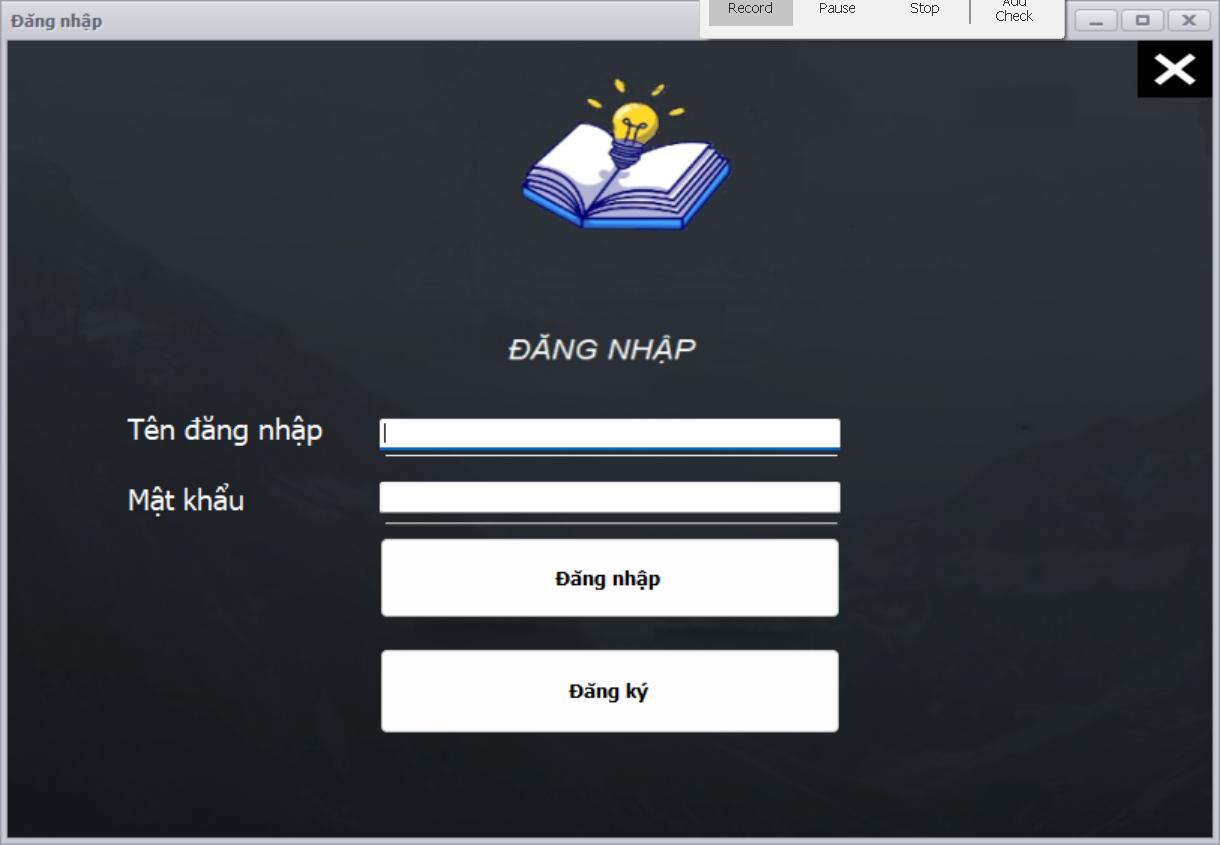 Đăng nhập
Record Pause Stop Add
Check
ĐĂNG NHẬP
Tên đăng nhập
Mật khẩu
Đăng nhập
Đăng ký